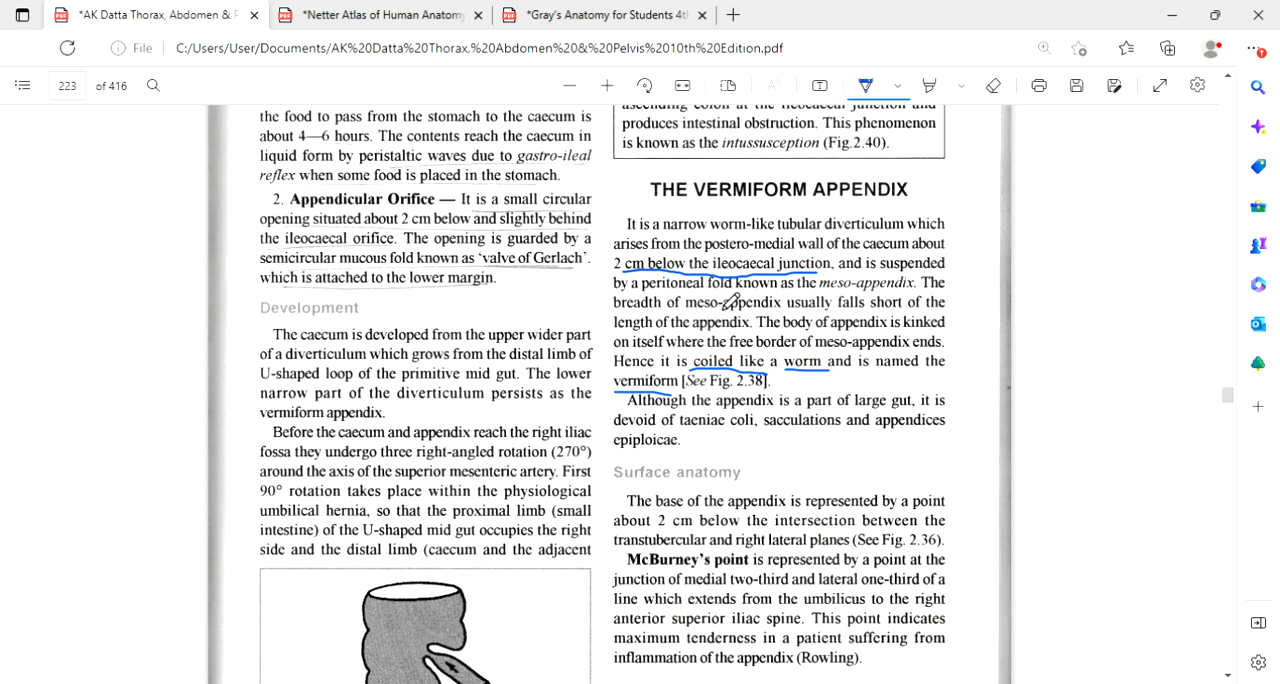 *AK Datta Thorax, Abdomen & P
*Netter Atlas of Human Anatomy
*Gray's Anatomy for Students 4t
File
C:/Users/User/Documents/AK%20Datta%20Thorax.%20Abdomen%20&%20Pelvis%2010th%20Edition.pdf
223 of 416
the food to pass from the stomach to the caecum is
about 4—6 hours. The contents reach the caecum in
liquid form by peristaltic waves due to gastro-ileal
reflex when some food is placed in the stomach.
2. Appendicular Orifice — It is a small circular
opening situated about 2 cm below and slightly behind
the ileocaecal orifice. The opening is guarded by a
semicircular mucous fold known as ‘valve of Gerlach’.
which is attached to the lower margin.
Development
The caecum is developed from the upper wider part
of a diverticulum which grows from the distal limb of
U-shaped loop of the primitive mid gut. The lower
narrow part of the diverticulum persists as the
vermiform appendix.
Before the caecum and appendix reach the right iliac
fossa they undergo three right-angled rotation (270°)
around the axis of the superior mesenteric artery. First
90° rotation takes place within the physiological
umbilical hernia, so that the proximal limb (small
intestine) of the U-shaped mid gut occupies the right
side and the distal limb (caecum and the adjacent
ascending colon at the ileocaecal junction and
produces intestinal obstruction. This phenomenon
is known as the intussusception (Fig.2.40).
THE VERMIFORM APPENDIX
It is a narrow worm-like tubular diverticulum which
arises from the postero-medial wall of the caecum about
2 cm below the ileocaecal junction, and is suspended
by a peritoneal fold known as the meso-appendix. The
breadth of meso-appendix usually falls short of the
length of the appendix. The body of appendix is kinked
on itself where the free border of meso-appendix ends.
Hence it is coiled like a worm and is named the
vermiform [See Fig. 2.38].
Although the appendix is a part of large gut, it is
devoid of taeniae coli, sacculations and appendices
epiploicae.
Surface anatomy
The base of the appendix is represented by a point
about 2 cm below the intersection between the
transtubercular and right lateral planes (See Fig. 2.36).
McBurney’s point is represented by a point at the
junction of medial two-third and lateral one-third of a
line which extends from the umbilicus to the right
anterior superior iliac spine. This point indicates
maximum tenderness in a patient suffering from
inflammation of the appendix (Rowling).